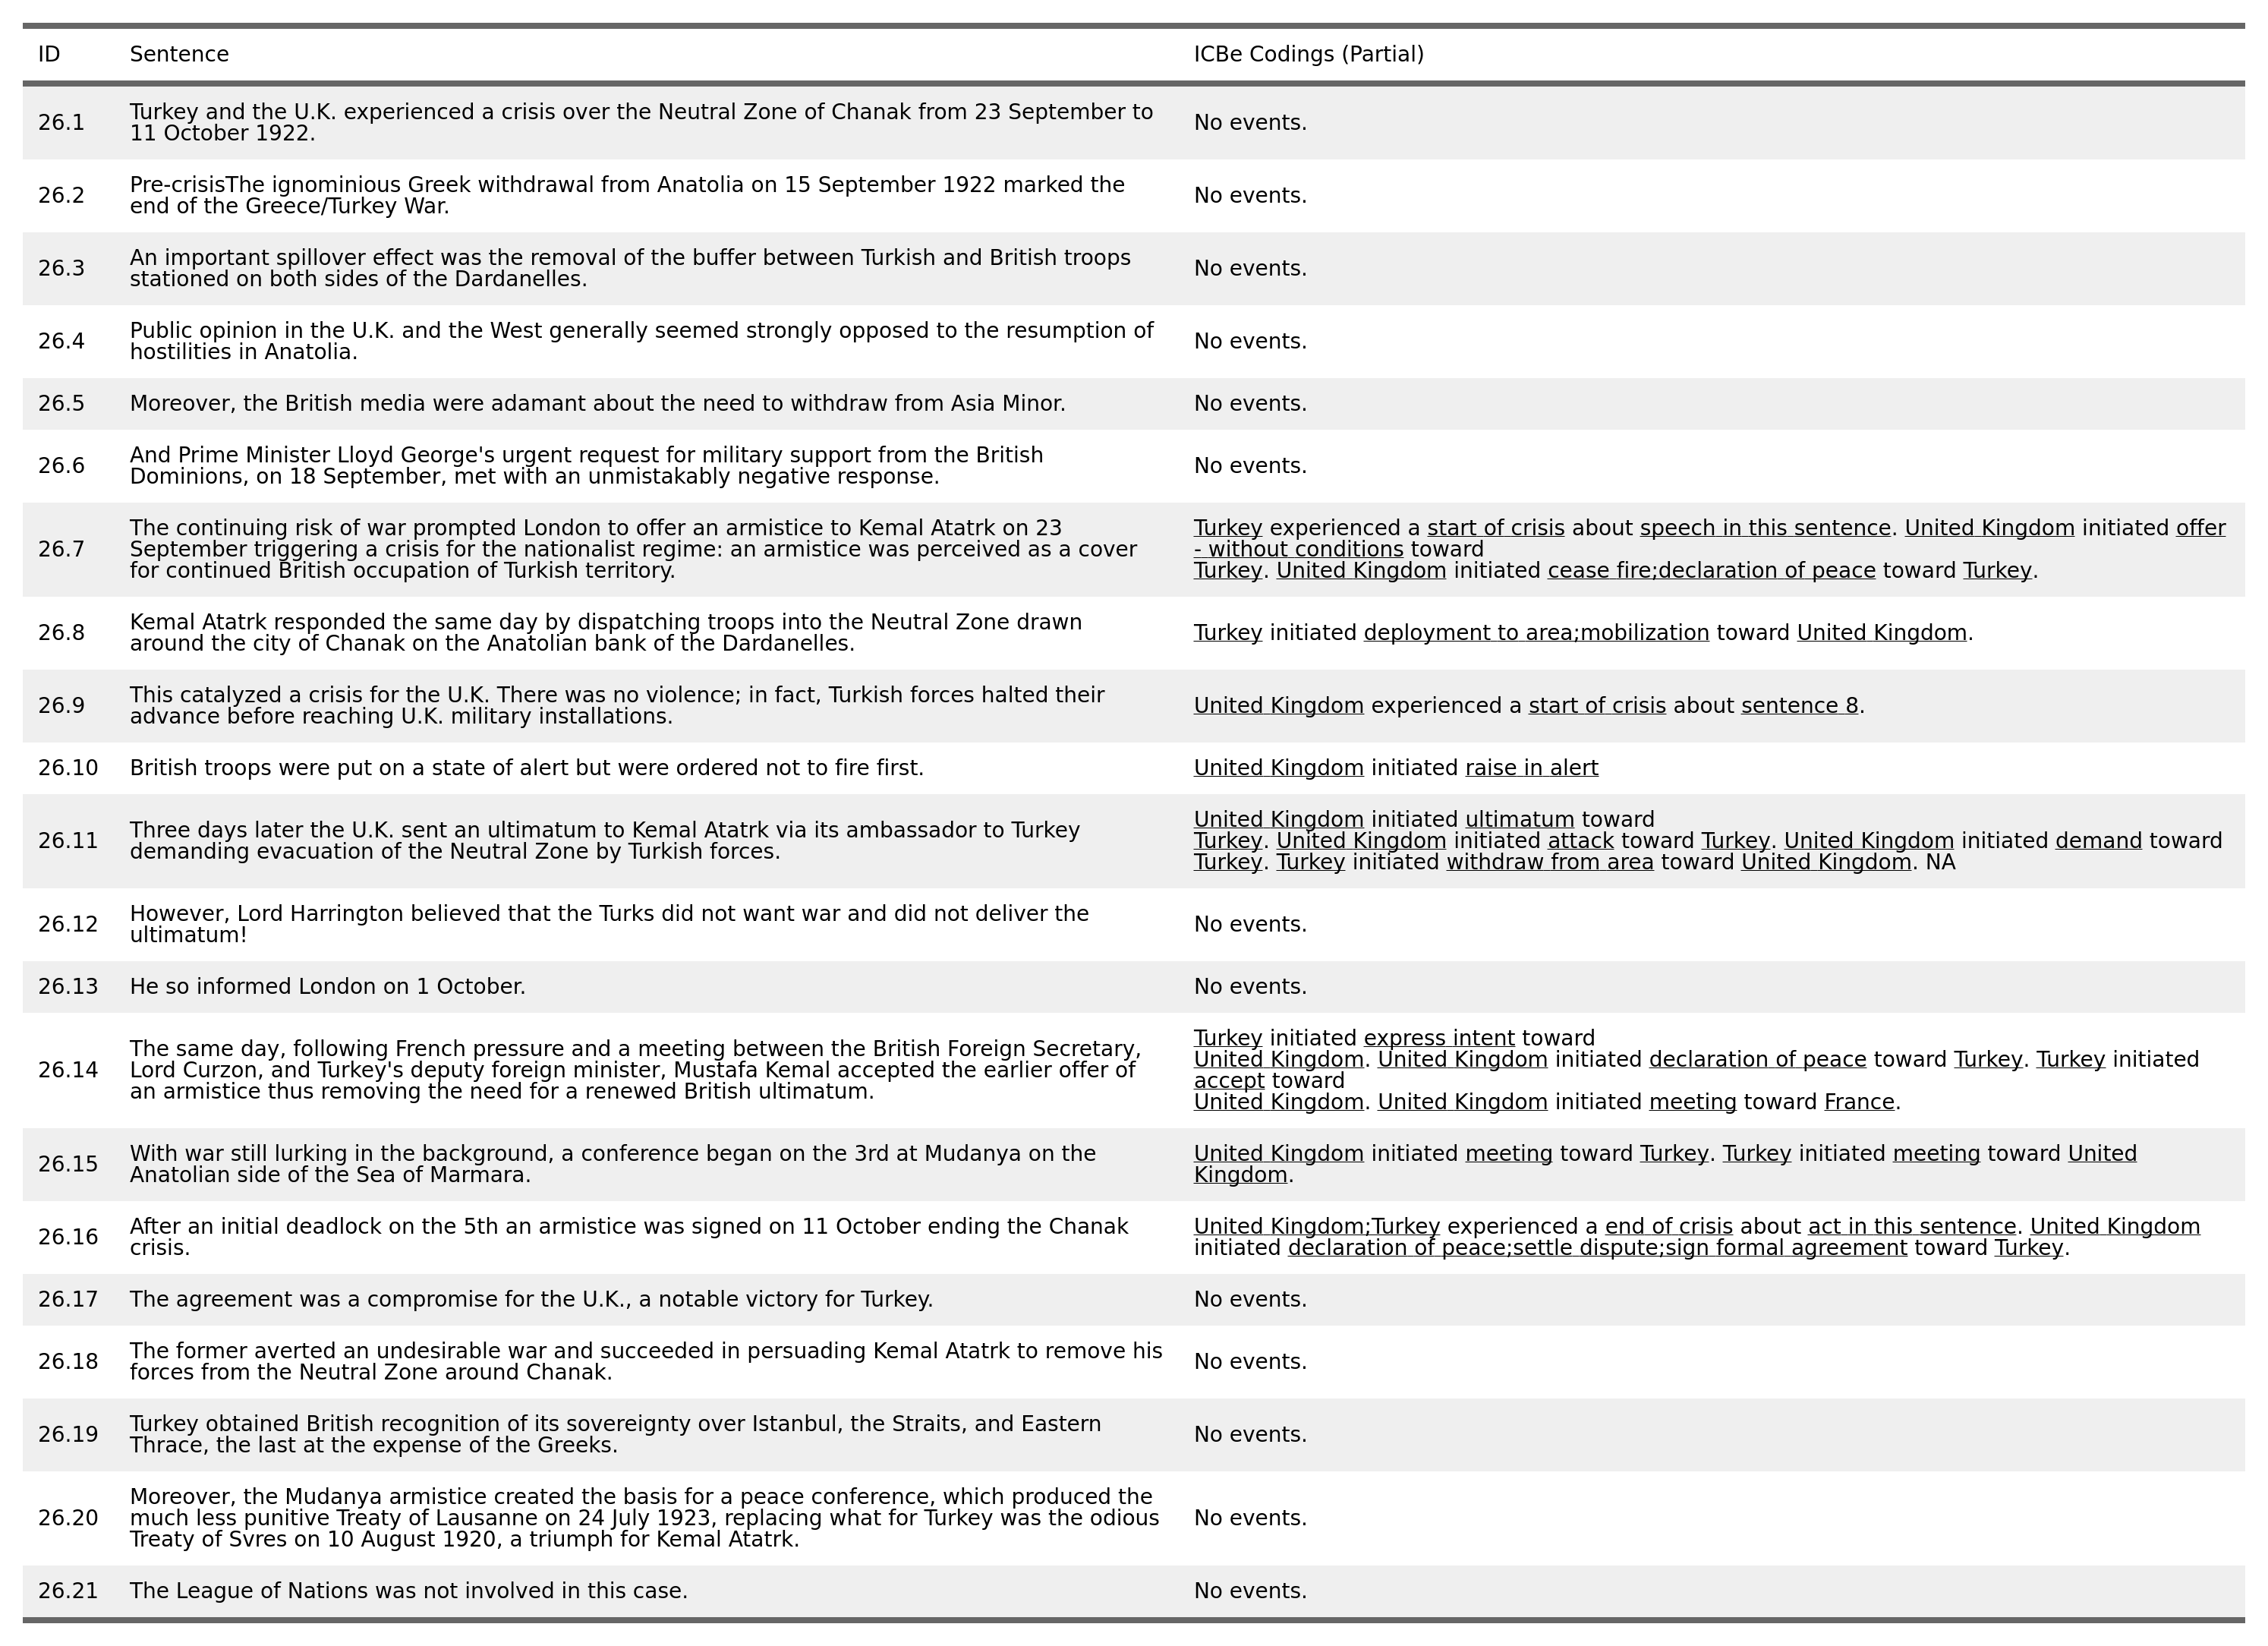 ID Sentence ICBe Codings (Partial)
26.1 Turkey and the U.K. experienced a crisis over the Neutral Zone of Chanak from 23 September to
11 October 1922.
No events.
26.2 Pre-crisisThe ignominious Greek withdrawal from Anatolia on 15 September 1922 marked the
end of the Greece/Turkey War.
No events.
26.3 An important spillover effect was the removal of the buffer between Turkish and British troops
stationed on both sides of the Dardanelles.
No events.
26.4 Public opinion in the U.K. and the West generally seemed strongly opposed to the resumption of
hostilities in Anatolia.
No events.
26.5 Moreover, the British media were adamant about the need to withdraw from Asia Minor. No events.
26.6 And Prime Minister Lloyd George's urgent request for military support from the British
Dominions, on 18 September, met with an unmistakably negative response.
No events.
26.7 The continuing risk of war prompted London to offer an armistice to Kemal Atatrk on 23
September triggering a crisis for the nationalist regime: an armistice was perceived as a cover
for continued British occupation of Turkish territory.
Turkey experienced a start of crisis about speech in this sentence. United Kingdom initiated offer
- without conditions toward
Turkey. United Kingdom initiated cease fire;declaration of peace toward Turkey.
26.8 Kemal Atatrk responded the same day by dispatching troops into the Neutral Zone drawn
around the city of Chanak on the Anatolian bank of the Dardanelles.
Turkey initiated deployment to area;mobilization toward United Kingdom.
26.9 This catalyzed a crisis for the U.K. There was no violence; in fact, Turkish forces halted their
advance before reaching U.K. military installations.
United Kingdom experienced a start of crisis about sentence 8.
26.10 British troops were put on a state of alert but were ordered not to fire first. United Kingdom initiated raise in alert
26.11 Three days later the U.K. sent an ultimatum to Kemal Atatrk via its ambassador to Turkey
demanding evacuation of the Neutral Zone by Turkish forces.
United Kingdom initiated ultimatum toward
Turkey. United Kingdom initiated attack toward Turkey. United Kingdom initiated demand toward
Turkey. Turkey initiated withdraw from area toward United Kingdom. NA
26.12 However, Lord Harrington believed that the Turks did not want war and did not deliver the
ultimatum!
No events.
26.13 He so informed London on 1 October. No events.
26.14 The same day, following French pressure and a meeting between the British Foreign Secretary,
Lord Curzon, and Turkey's deputy foreign minister, Mustafa Kemal accepted the earlier offer of
an armistice thus removing the need for a renewed British ultimatum.
Turkey initiated express intent toward
United Kingdom. United Kingdom initiated declaration of peace toward Turkey. Turkey initiated
accept toward
United Kingdom. United Kingdom initiated meeting toward France.
26.15 With war still lurking in the background, a conference began on the 3rd at Mudanya on the
Anatolian side of the Sea of Marmara.
United Kingdom initiated meeting toward Turkey. Turkey initiated meeting toward United
Kingdom.
26.16 After an initial deadlock on the 5th an armistice was signed on 11 October ending the Chanak
crisis.
United Kingdom;Turkey experienced a end of crisis about act in this sentence. United Kingdom
initiated declaration of peace;settle dispute;sign formal agreement toward Turkey.
26.17 The agreement was a compromise for the U.K., a notable victory for Turkey. No events.
26.18 The former averted an undesirable war and succeeded in persuading Kemal Atatrk to remove his
forces from the Neutral Zone around Chanak.
No events.
26.19 Turkey obtained British recognition of its sovereignty over Istanbul, the Straits, and Eastern
Thrace, the last at the expense of the Greeks.
No events.
26.20 Moreover, the Mudanya armistice created the basis for a peace conference, which produced the
much less punitive Treaty of Lausanne on 24 July 1923, replacing what for Turkey was the odious
Treaty of Svres on 10 August 1920, a triumph for Kemal Atatrk.
No events.
26.21 The League of Nations was not involved in this case. No events.